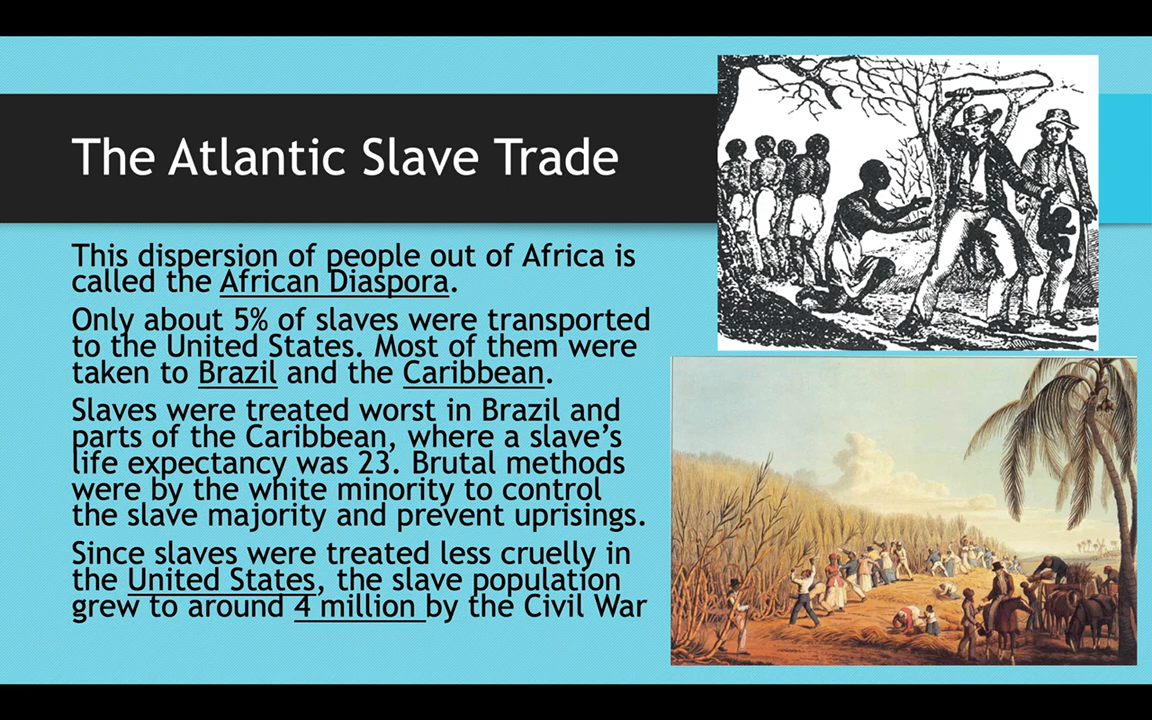 The Atlantic Slave Trade
This dispersion of people out of Africa is
called the African Diaspora.
Only about 5% of slaves were transported
to the United States. Most of them were
taken to Brazil and the Caribbean.
Slaves were treated worst in Brazil and
parts of the Caribbean, where a slave’s
life expectancy was 23. Brutal methods
were by the white minority to control
the slave majority and prevent uprisings.
Since slaves were treated less cruelly in
the United States, the slave population
grew to around 4 million by the Civil War